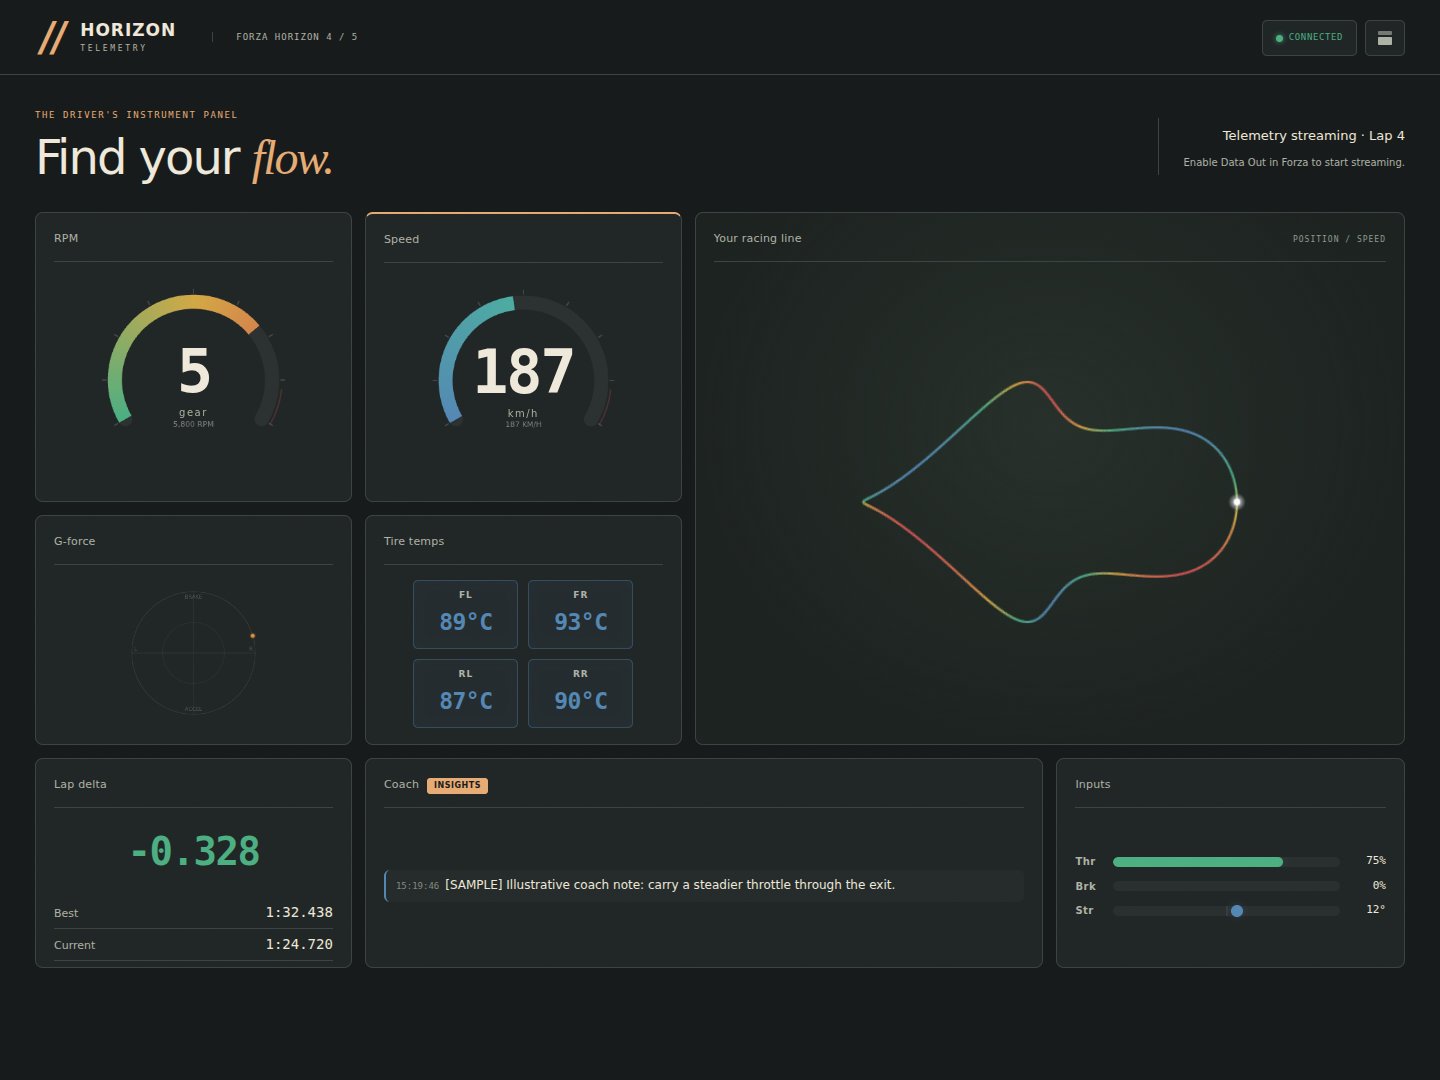 // HORIZON
TELEMETRY
FORZA HORIZON 4 / 5
CONNECTED
THE DRIVER'S INSTRUMENT PANEL
Find your flow.
Telemetry streaming · Lap 4
Enable Data Out in Forza to start streaming.
RPM
5
gear
5,800 RPM
Speed
187
km/h
187 KM/H
Your racing line
POSITION / SPEED
G-force
BRAKE
L
R
ACCEL
Tire temps
FL
89°C
FR
93°C
RL
87°C
RR
90°C
Lap delta
-0.328
Best 1:32.438
Current 1:24.720
Coach INSIGHTS
15:19:46 [SAMPLE] Illustrative coach note: carry a steadier throttle through the exit.
Inputs
Thr 75%
Brk 0%
Str 12°